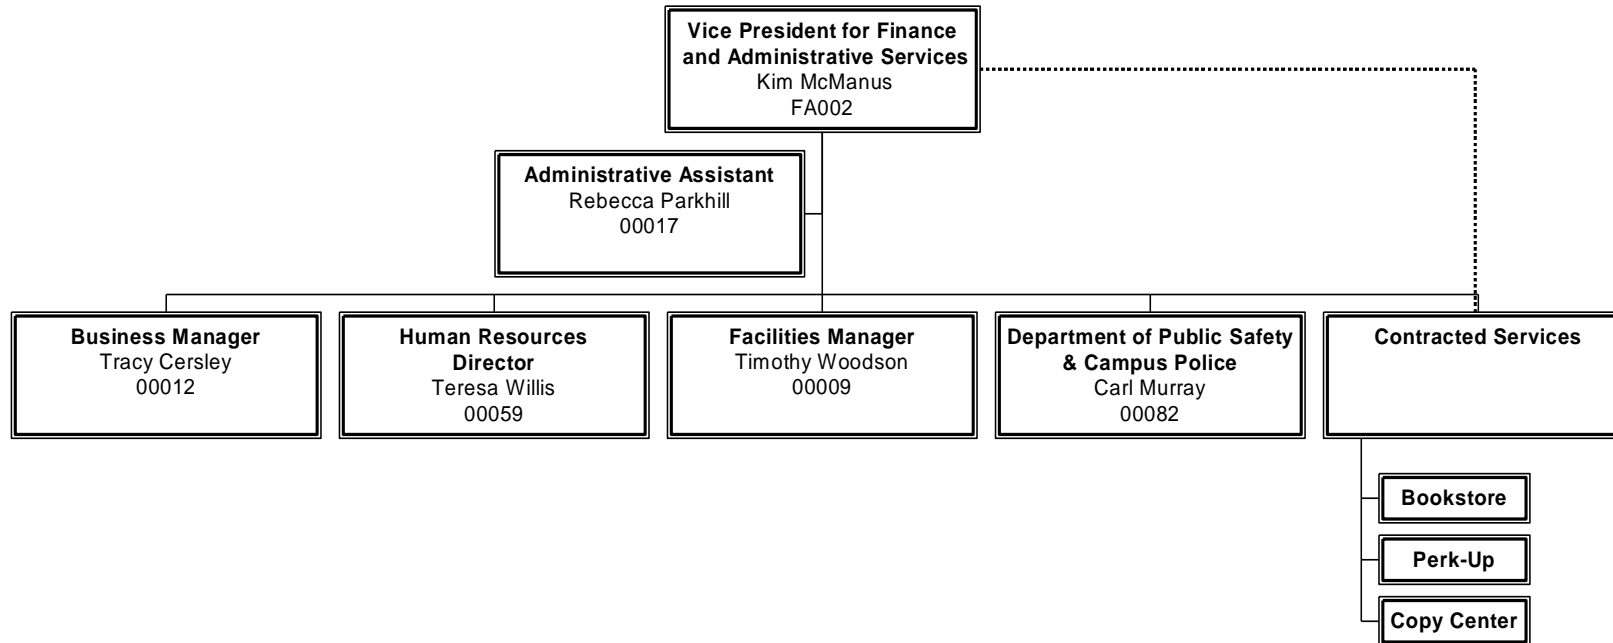 Vice President for Finance
and Administrative Services
Kim McManus
FA002
Administrative Assistant
Rebecca Parkhill
00017
Business Manager
Tracy Cersley
00012
Human Resources
Director
Teresa Willis
00059
Facilities Manager
Timothy Woodson
00009
Department of Public Safety
& Campus Police
Carl Murray
00082
Contracted Services
Bookstore
Perk-Up
Copy Center